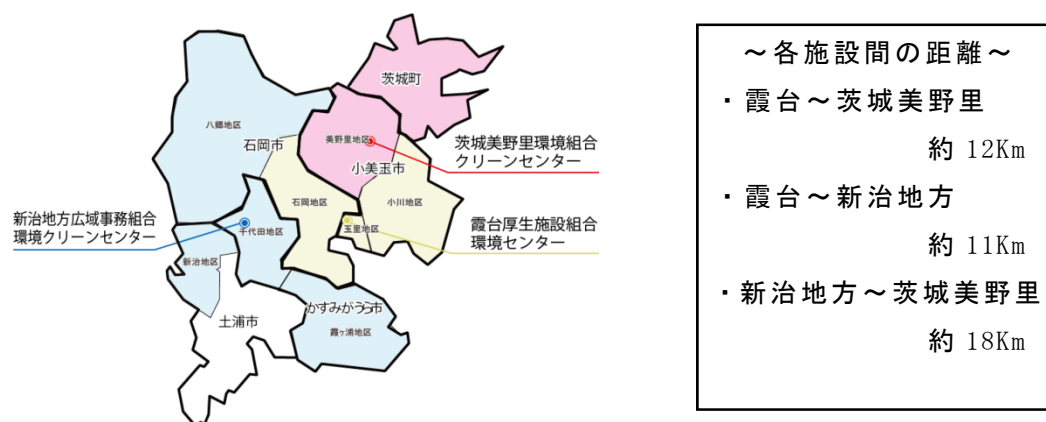 茨城町
八郷地区
石岡市
美野里地区
茨城美野里環境組合
クリーンセンター
小美玉市
石岡地区
小川地区
新治地方広域事務組合
環境クリーンセンター
千代田地区
玉里地区
霞台厚生施設組合
環境センター
新治地区
かすみがうら市
土浦市
霞ヶ浦地区
～各施設間の距離～
・霞台～茨城美野里
約 12Km
・霞台～新治地方
約 11Km
・新治地方～茨城美野里
約 18Km